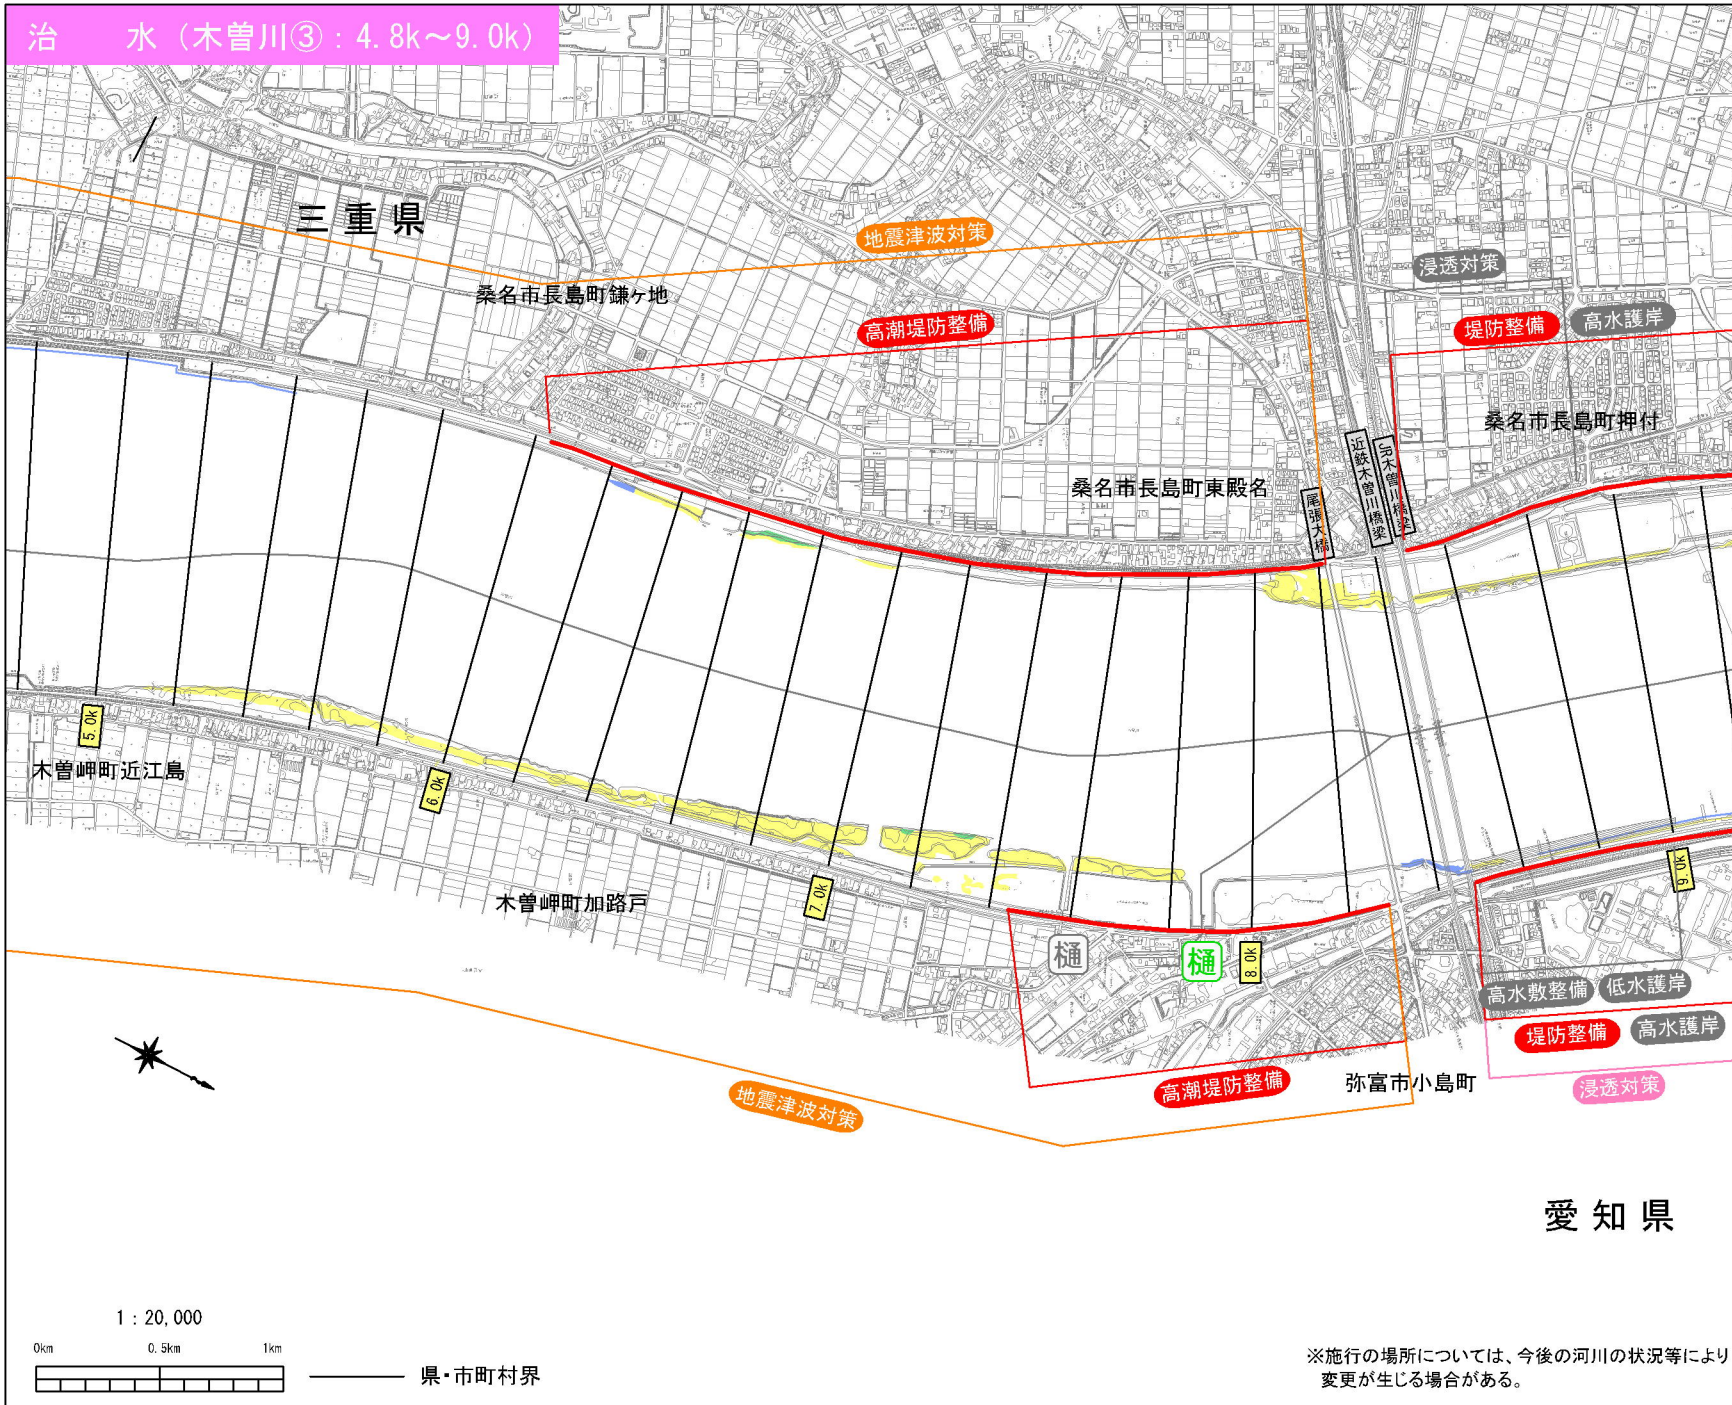 治　水（木曽川③：4.8k～9.0k）
三重県
地震津波対策
浸透対策
桑名市長島町鎌ヶ地
高潮堤防整備
堤防整備
高水護岸
桑名市長島町押付
近鉄木曽川橋梁
JR木曽川橋梁
桑名市長島町東殿名
尾張大橋
5.0k
木曽岬町近江島
6.0k
7.0k
9.0k
木曽岬町加路戸
樋
樋
8.0k
高水敷整備
低水護岸
堤防整備
高水護岸
高潮堤防整備
弥富市小島町
浸透対策
地震津波対策
愛知県
1：20,000
0km
0.5km
1km
県・市町村界
※施行の場所については、今後の河川の状況等により
変更が生じる場合がある。